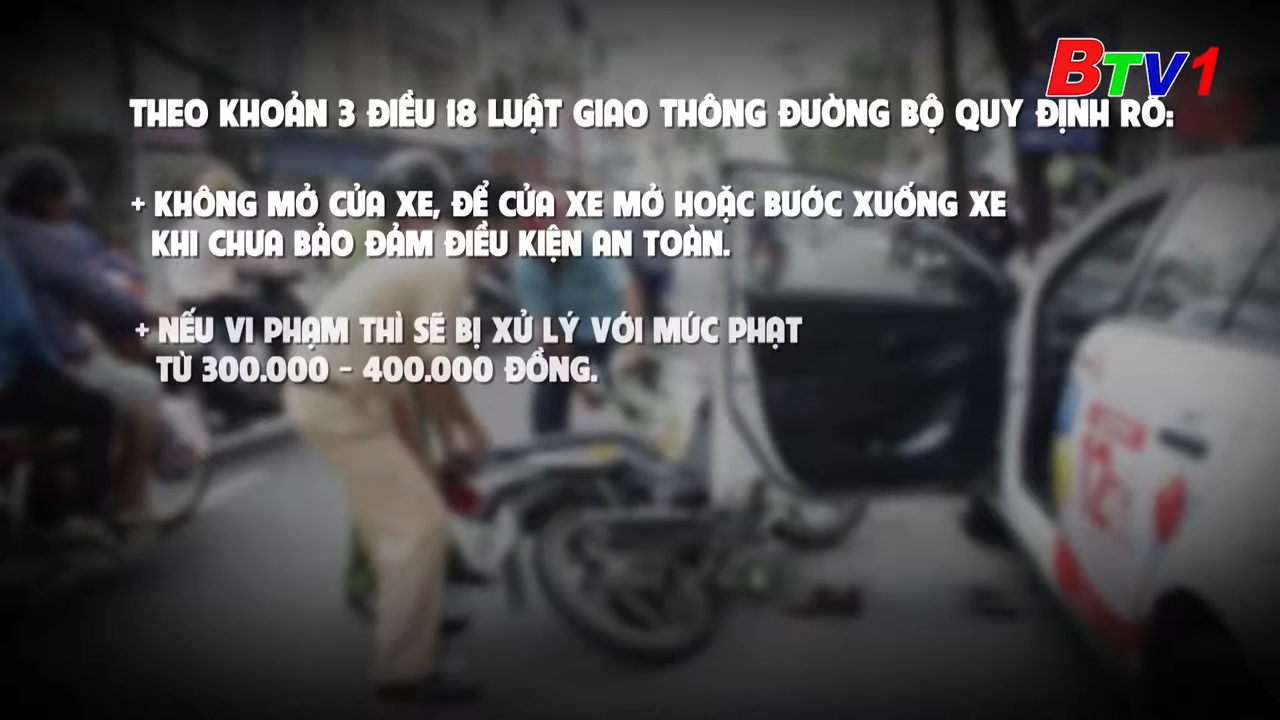 BTV1
THEO KHOẢN 3 ĐIỀU 18 LUẬT GIAO THÔNG ĐƯỜNG BỘ QUY ĐỊNH RÕ:
+ KHÔNG MỞ CỬA XE, ĐỂ CỬA XE MỞ HOẶC BƯỚC XUỐNG XE
KHI CHƯA BẢO ĐẢM ĐIỀU KIỆN AN TOÀN.
+ NẾU VI PHẠM THÌ SẼ BỊ XỬ LÝ VỚI MỨC PHẠT
TỪ 300.000 - 400.000 ĐỒNG.